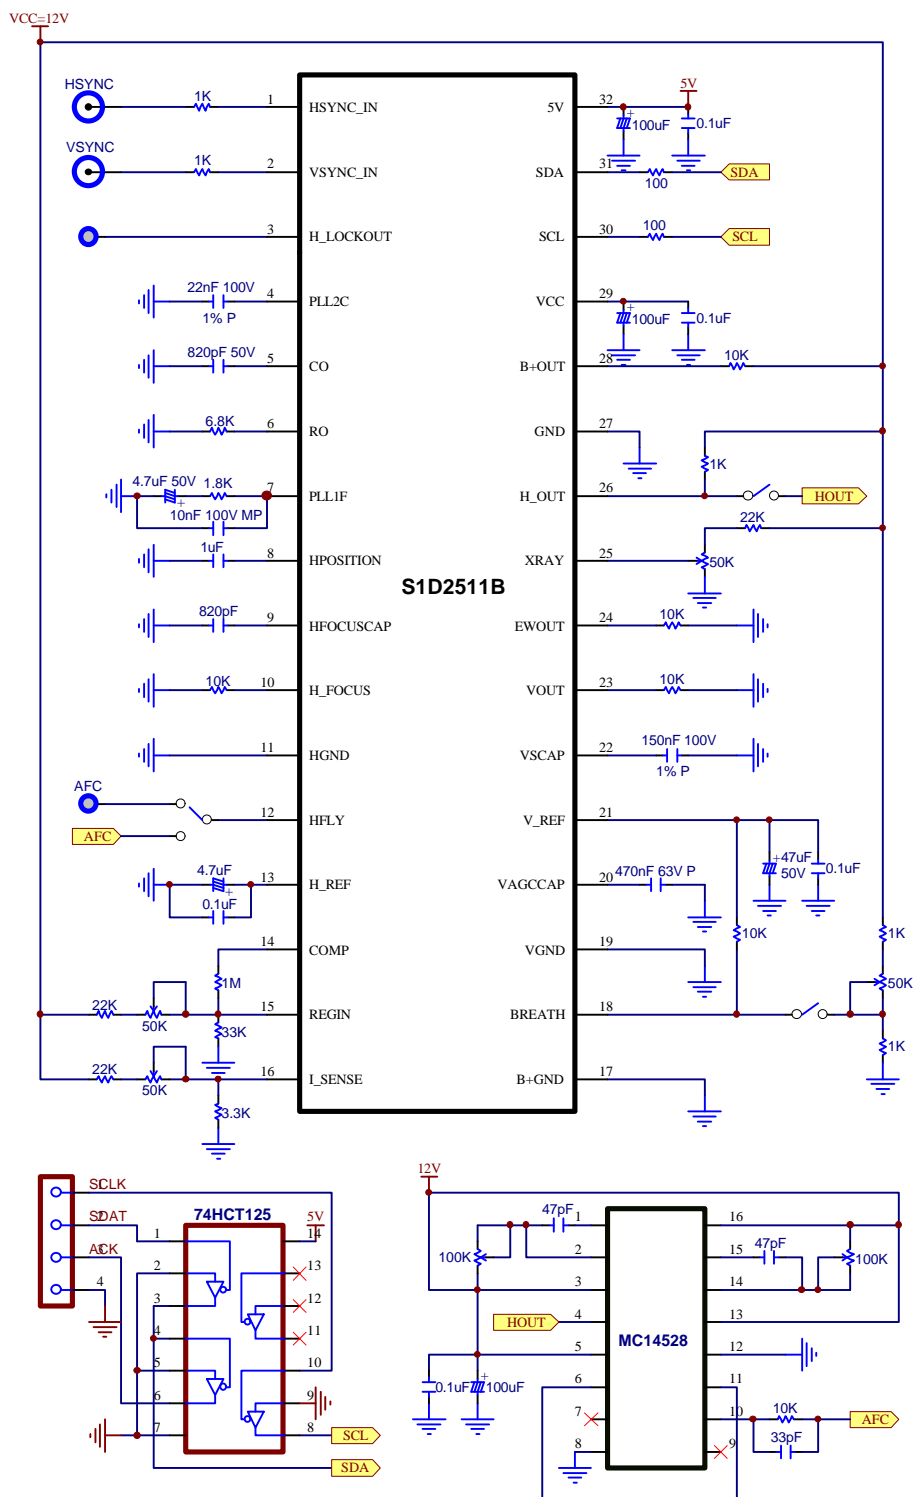 VCC=12V
HSYNC
1K
1
HSYNC_IN
5V
32
5V
100uF
0.1uF
VSYNC
1K
2
VSYNC_IN
SDA
31
100
SDA
3
H_LOCKOUT
SCL
30
100
SCL
22nF 100V
1% P
4
PLL2C
VCC
29
100uF
0.1uF
820pF 50V
5
CO
B+OUT
28
10K
6.8K
6
RO
GND
27
1K
4.7uF 50V
1.8K
10nF 100V MP
7
PLL1F
H_OUT
26
HOUT
22K
1uF
8
HPOSITION
XRAY
25
50K
S1D2511B
820pF
9
HFOCUSCAP
EWOUT
24
10K
10K
10
H_FOCUS
VOUT
23
10K
11
HGND
VSCAP
22
150nF 100V
1% P
AFC
AFC
12
HFLY
V_REF
21
47uF
50V
0.1uF
4.7uF
0.1uF
13
H_REF
VAGCCAP
20
470nF 63V P
10K
1K
14
COMP
VGND
19
1M
50K
22K
50K
15
REGIN
BREATH
18
33K
1K
22K
50K
16
I_SENSE
B+GND
17
3.3K
SCLK
1
SDAT
2
ACK
3
4
74HCT125
5V
1
14
2
13
3
12
4
11
5
10
6
9
7
8
SCL
SDA
12V
47pF
1
16
100K
2
15
47pF
100K
3
14
HOUT
4
13
MC14528
5
12
0.1uF
100uF
6
11
7
10
10K
AFC
33pF
8
9